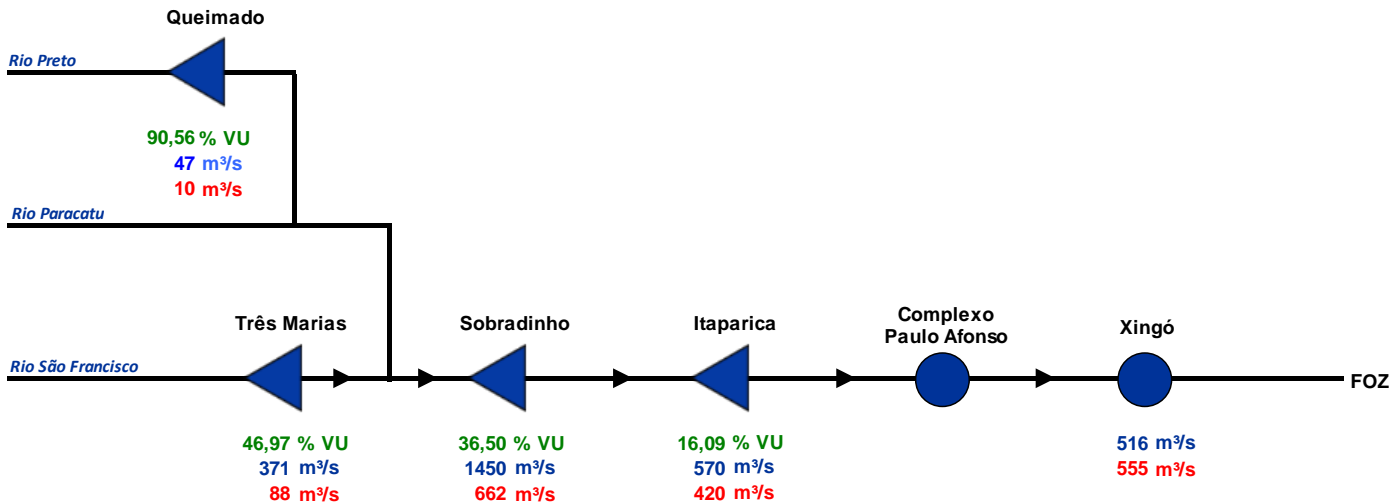 Queimado
Rio Preto
90,56 % VU
47 m³/s
10 m³/s
Rio Paracatu
Três Marias
Sobradinho
Itaparica
Complexo
Paulo Afonso
Xingó
Rio São Francisco
FOZ
46,97 % VU
371 m³/s
88 m³/s
36,50 % VU
1450 m³/s
662 m³/s
16,09 % VU
570 m³/s
420 m³/s
516 m³/s
555 m³/s